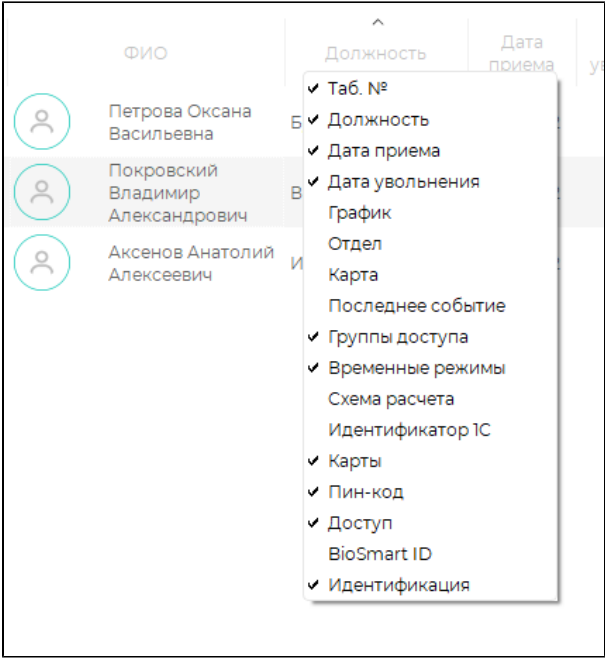 ФИО
Должность
Дата
приема
Петрова Оксана
Васильевна
Покровский
Владимир
Александрович
Аксенов Анатолий
Алексеевич
Таб. №
Должность
Дата приема
Дата увольнения
График
Отдел
Карта
Последнее событие
Группы доступа
Временные режимы
Схема расчета
Идентификатор 1С
Карты
Пин-код
Доступ
BioSmart ID
Идентификация